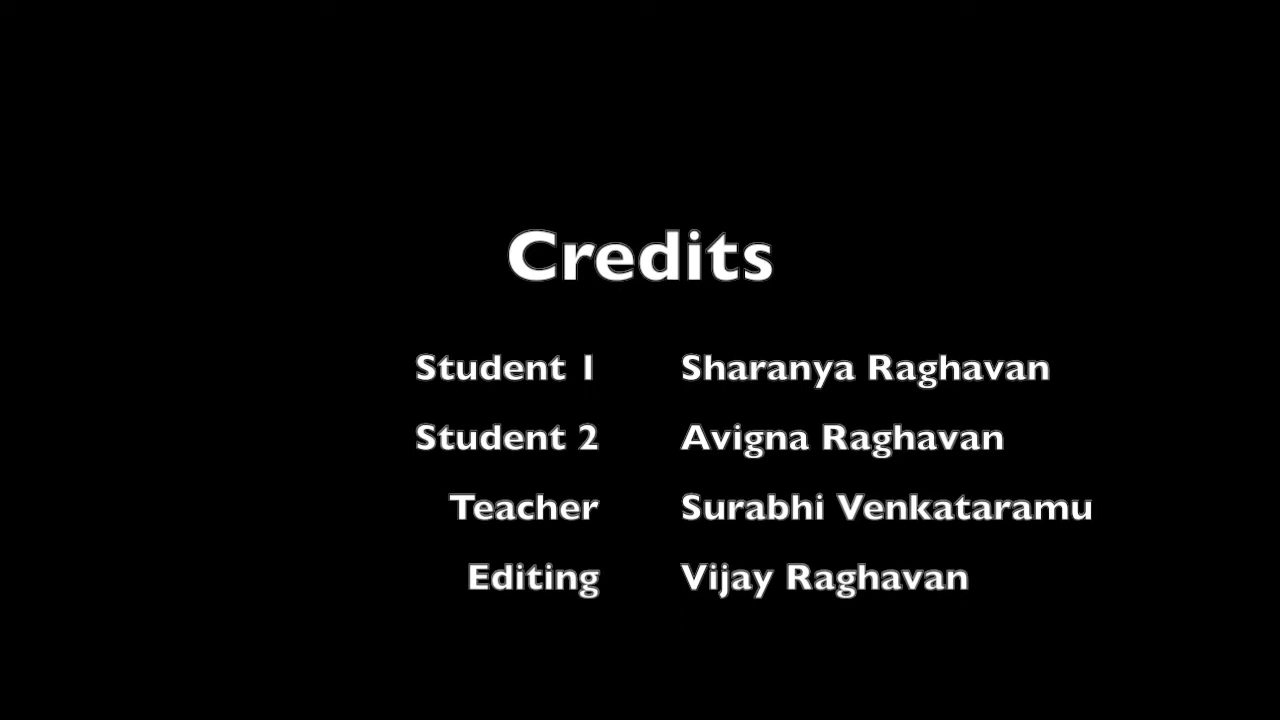 Credits
Student 1 Sharanya Raghavan
Student 2 Avigna Raghavan
Teacher Surabhi Venkataramu
Editing Vijay Raghavan